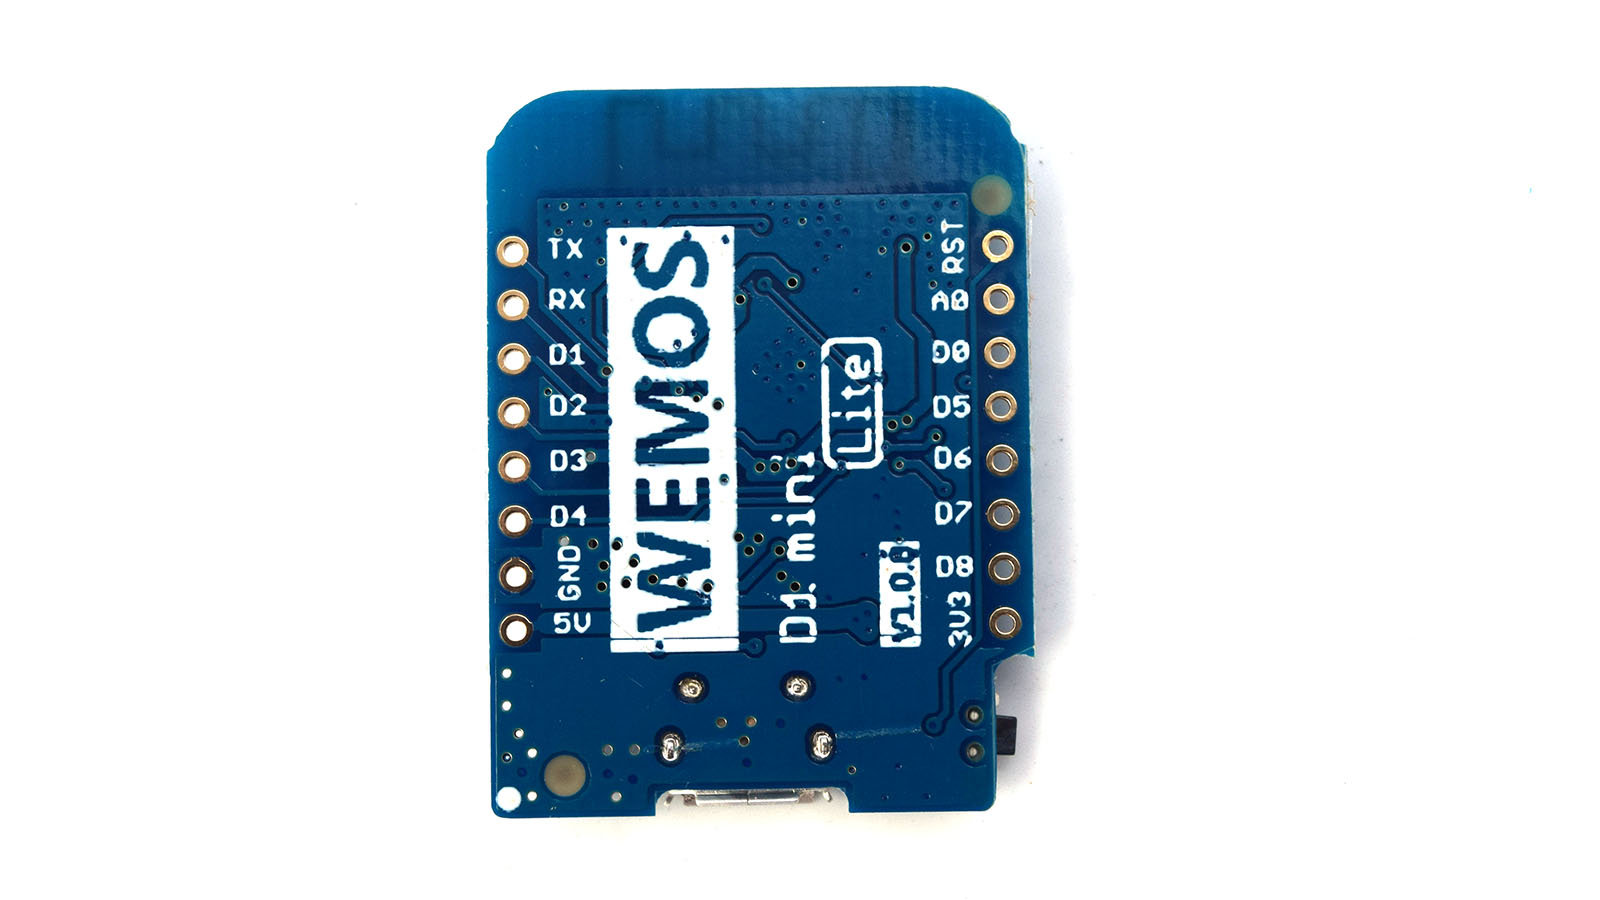 TX
RX
D1
D2
D3
D4
GND
5V
WEMOS
D1 mini
Lite
V1.0.0
RST
A0
D0
D5
D6
D7
D8
3V3